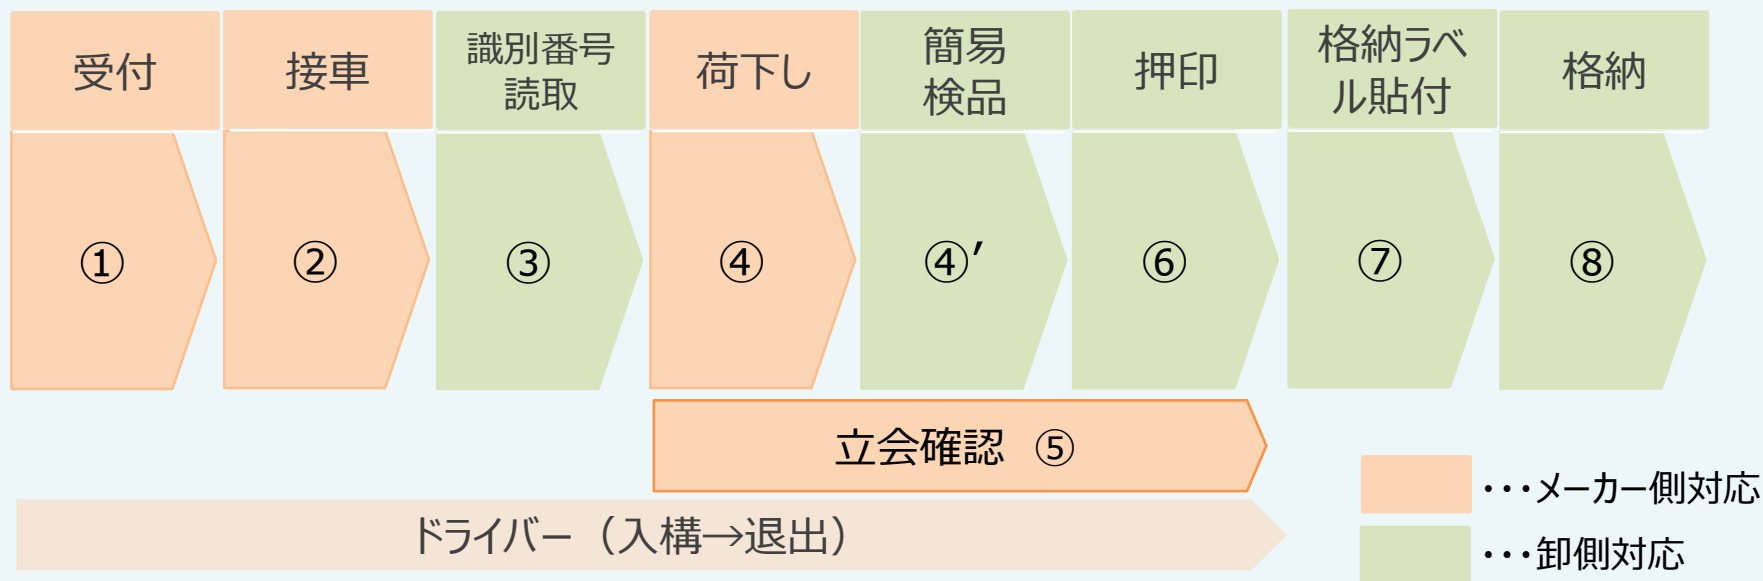 受付
接車
識別番号
読取
荷下し
簡易
検品
押印
格納ラベ
ル貼付
格納
①
②
③
④
④’
⑥
⑦
⑧
立会確認 ⑤
ドライバー（入構→退出）
・・・メーカー側対応
・・・卸側対応